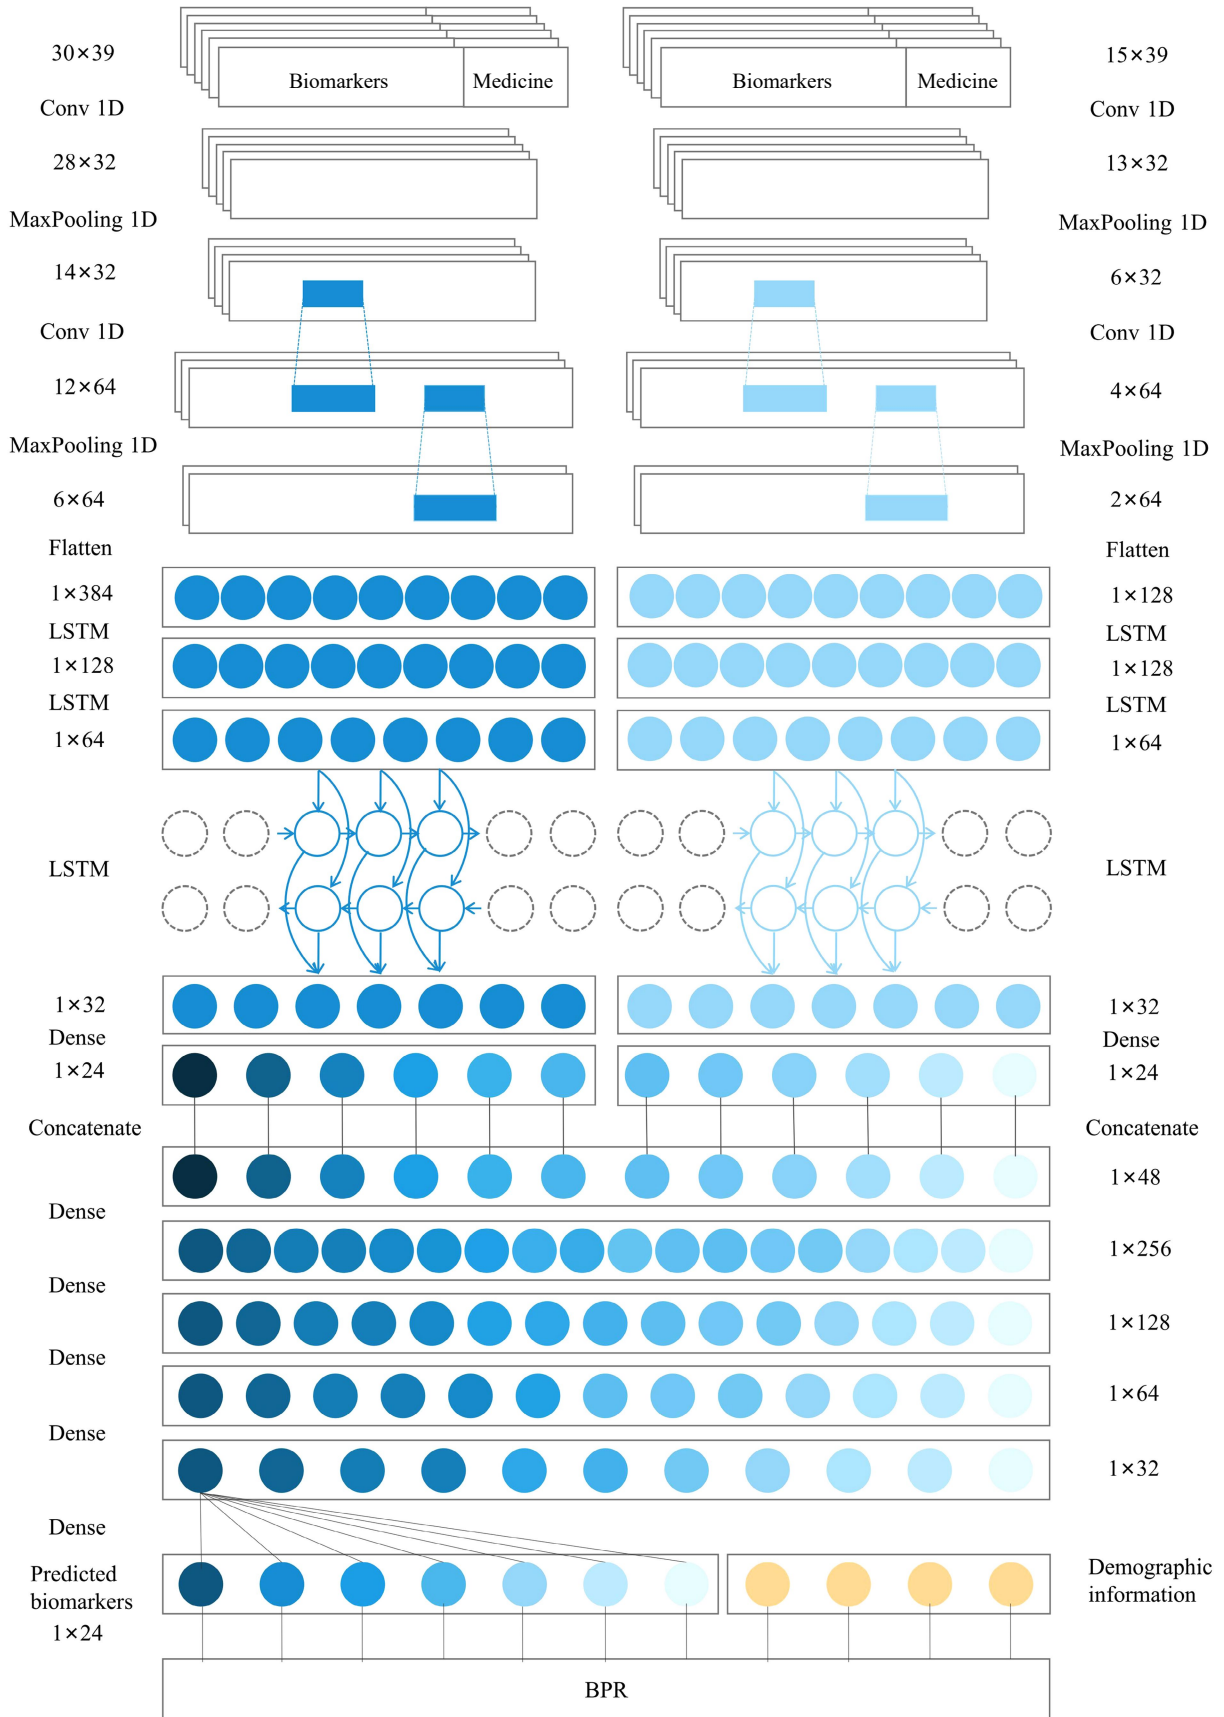 30×39
Biomarkers
Medicine
Biomarkers
Medicine
15×39
Conv 1D
Conv 1D
28×32
13×32
MaxPooling 1D
MaxPooling 1D
14×32
6×32
Conv 1D
Conv 1D
12×64
4×64
MaxPooling 1D
MaxPooling 1D
6×64
2×64
Flatten
Flatten
1×384
1×128
LSTM
LSTM
1×128
1×128
LSTM
LSTM
1×64
1×64
LSTM
LSTM
1×32
1×32
Dense
Dense
1×24
1×24
Concatenate
Concatenate
1×48
Dense
1×256
Dense
1×128
Dense
1×64
Dense
1×32
Dense
Predicted
biomarkers
1×24
Demographic
information
BPR